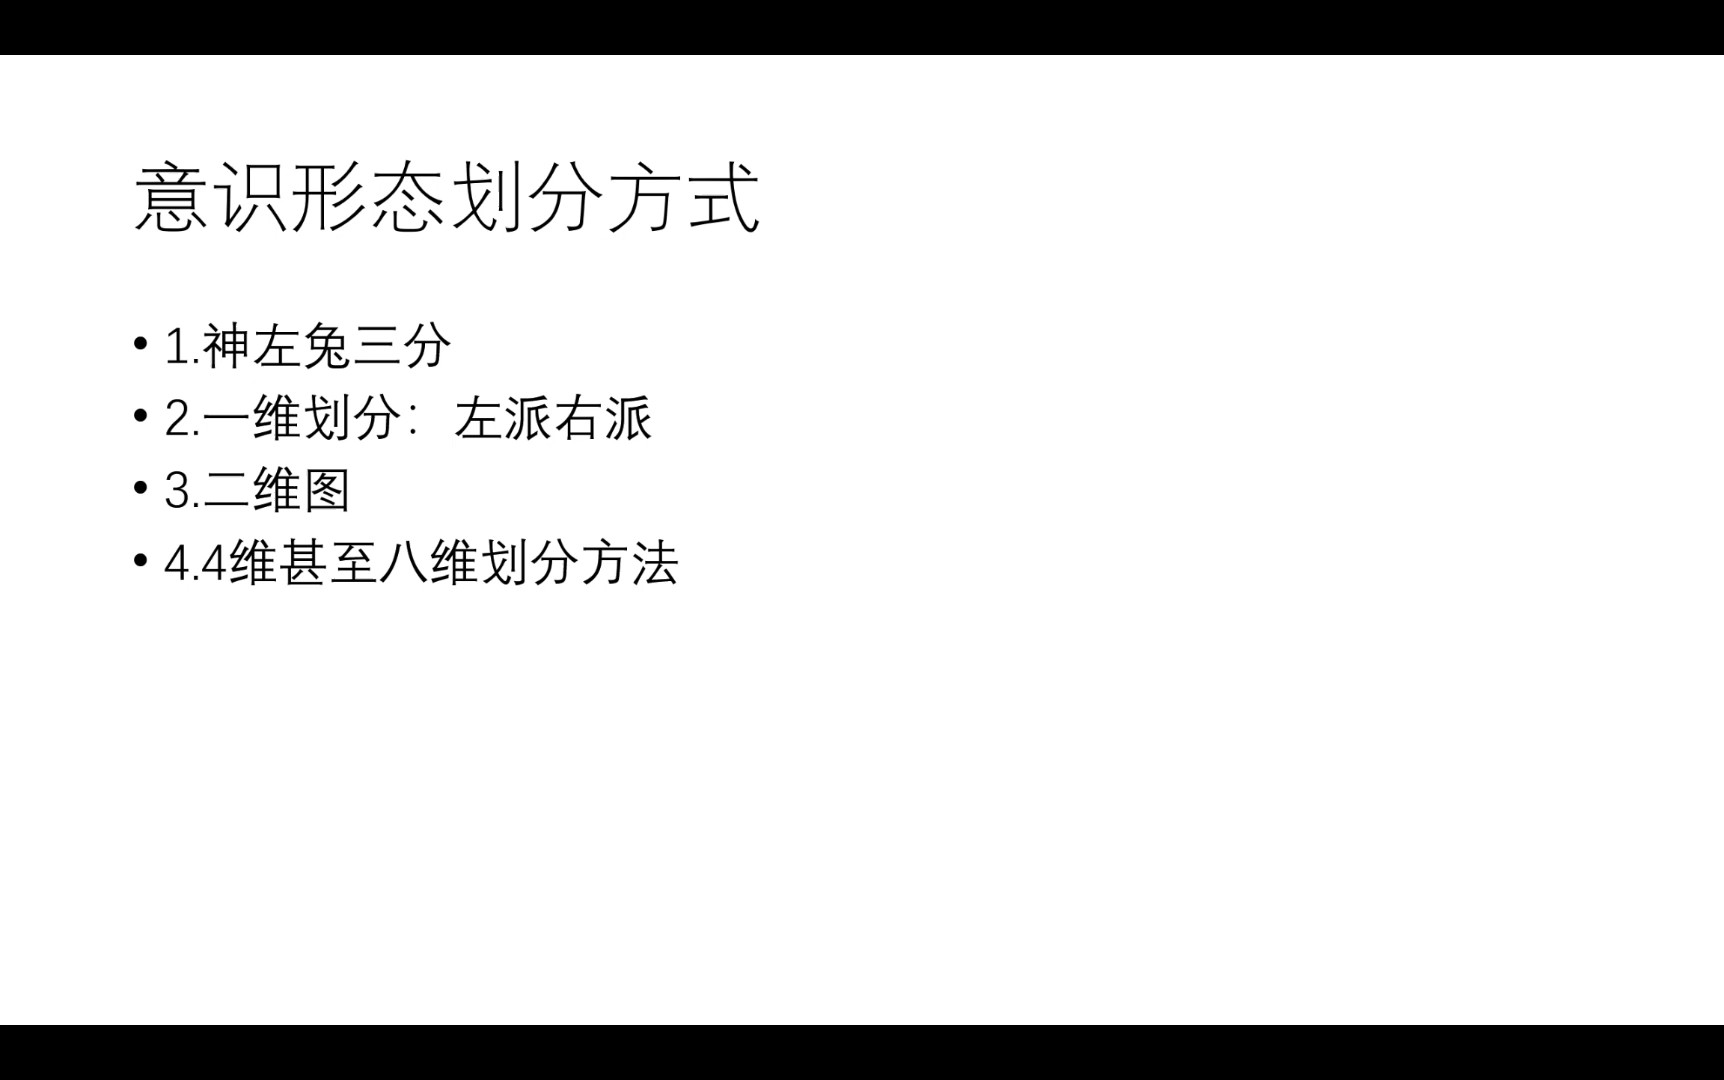 意识形态划分方式
• 1.神左兔三分
• 2.一维划分：左派右派
• 3.二维图
• 4.4维甚至八维划分方法